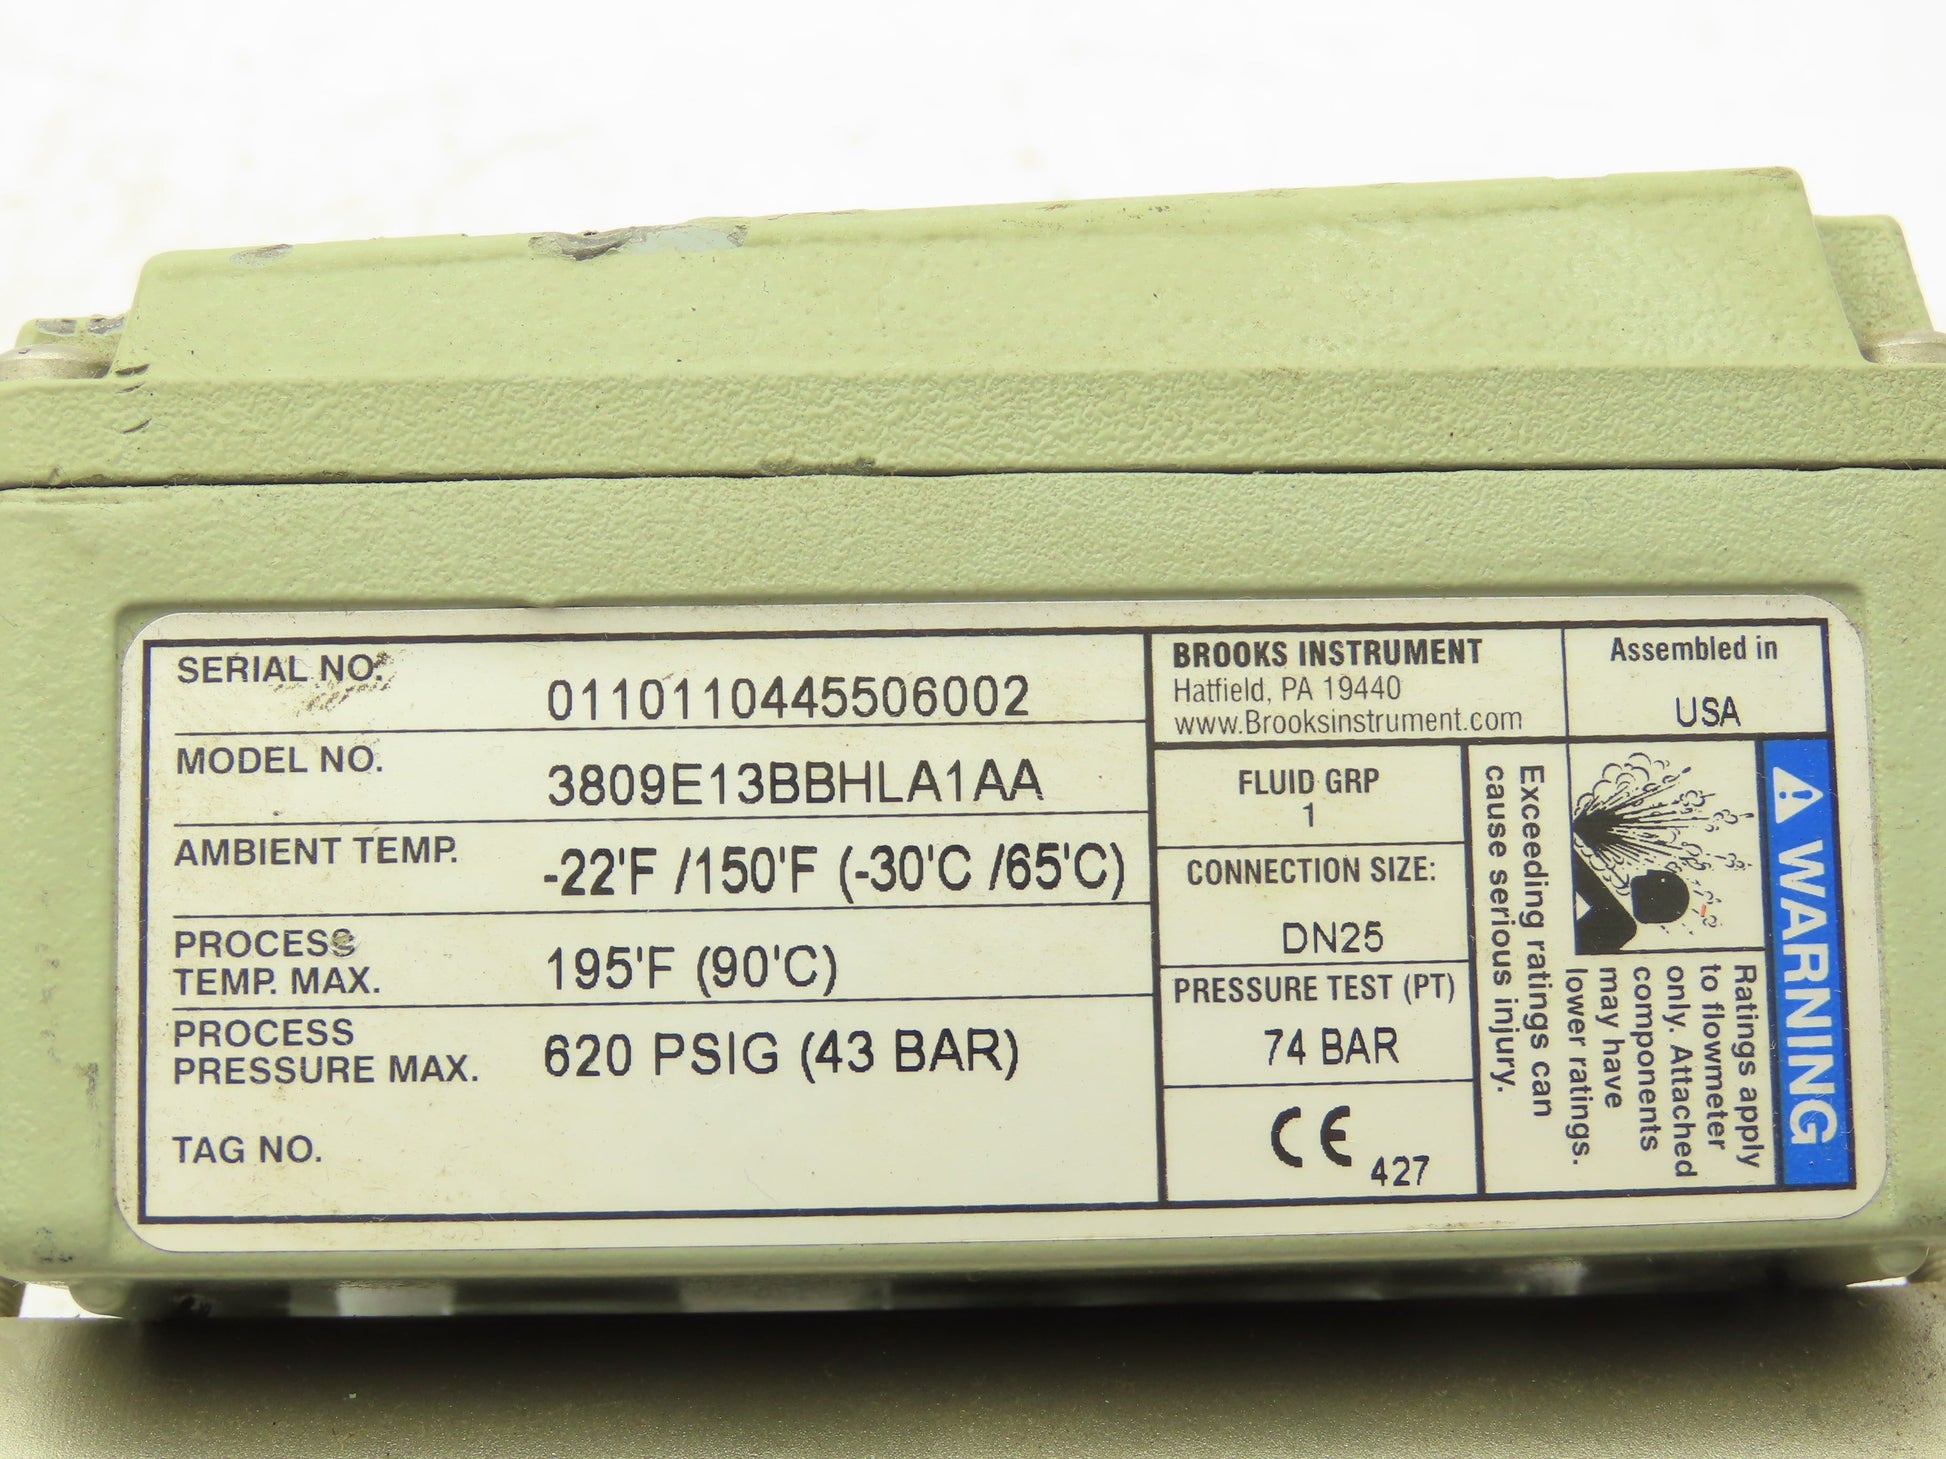 SERIAL NO. 0110110445506002
MODEL NO. 3809E13BBHLA1AA
AMBIENT TEMP. -22'F /150'F (-30'C /65'C)
PROCESS
TEMP. MAX. 195'F (90'C)
PROCESS
PRESSURE MAX. 620 PSIG (43 BAR)
TAG NO.
BROOKS INSTRUMENT
Hatfield, PA 19440
www.Brooksinstrument.com
Assembled in
USA
FLUID GRP
1
CONNECTION SIZE:
DN25
PRESSURE TEST (PT)
74 BAR
CE 427
WARNING
Ratings apply
to flowmeter
only. Attached
components
may have
lower ratings.
Exceeding ratings can
cause serious injury.